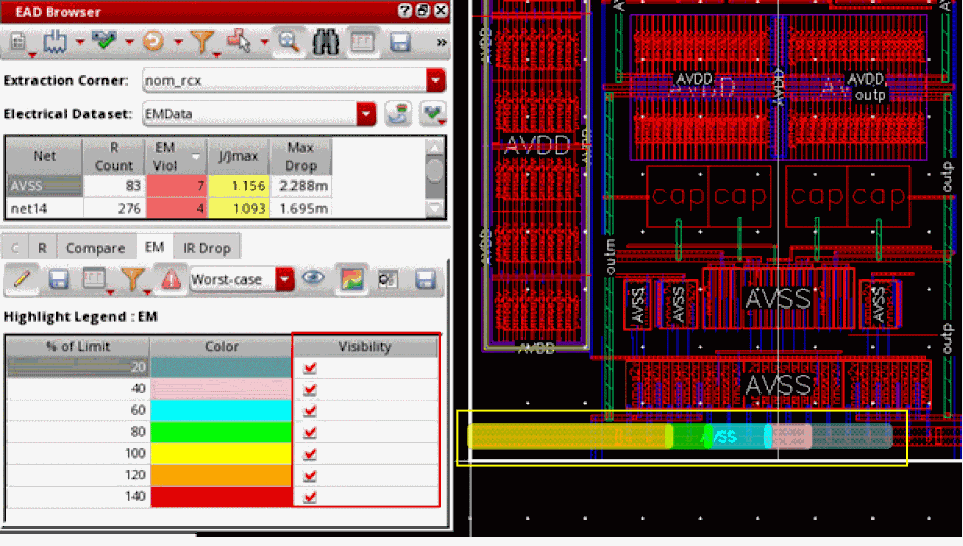 EAD Browser
Extraction Corner: nom_rcx
Electrical Dataset: EMData
Net R Count EM Viol J/Jmax Max Drop
AVSS 83 7 1.156 2.288m
net14 276 4 1.093 1.695m
C R Compare EM IR Drop
Worst-case
Highlight Legend : EM
% of Limit Color Visibility
20
40
60
80
100
120
140
AVDD
AVDD
AVDD
AVDD
AVDD
AVDD
AVDD
AVDD
outp
outp
outm
outp
cap cap cap cap
AVSS
AVSS
AVSS
AVSS
AVSS
AVSS